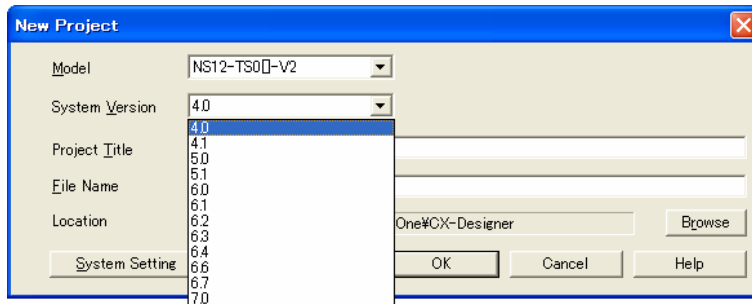 New Project
Model NS12-TS0[]-V2
System Version 4.0
4.0
4.1
Project Title
5.0
5.1
File Name
6.0
6.1
Location
6.2
One¥CX-Designer Browse
6.3
6.4
System Setting
6.6
OK Cancel Help
6.7
7.0